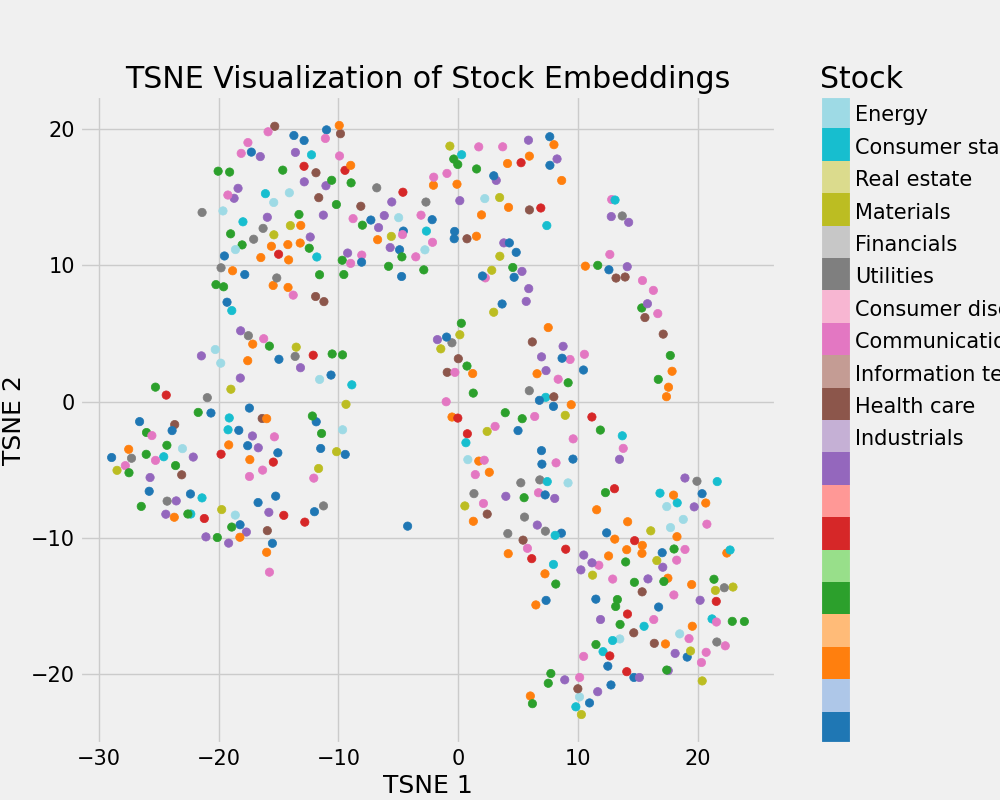 TSNE Visualization of Stock Embeddings
Stock
Energy
Consumer sta
Real estate
Materials
Financials
Utilities
Consumer disc
Communicatio
Information te
Health care
Industrials
20
10
0
−10
−20
TSNE 2
−30
−20
−10
0
10
20
TSNE 1